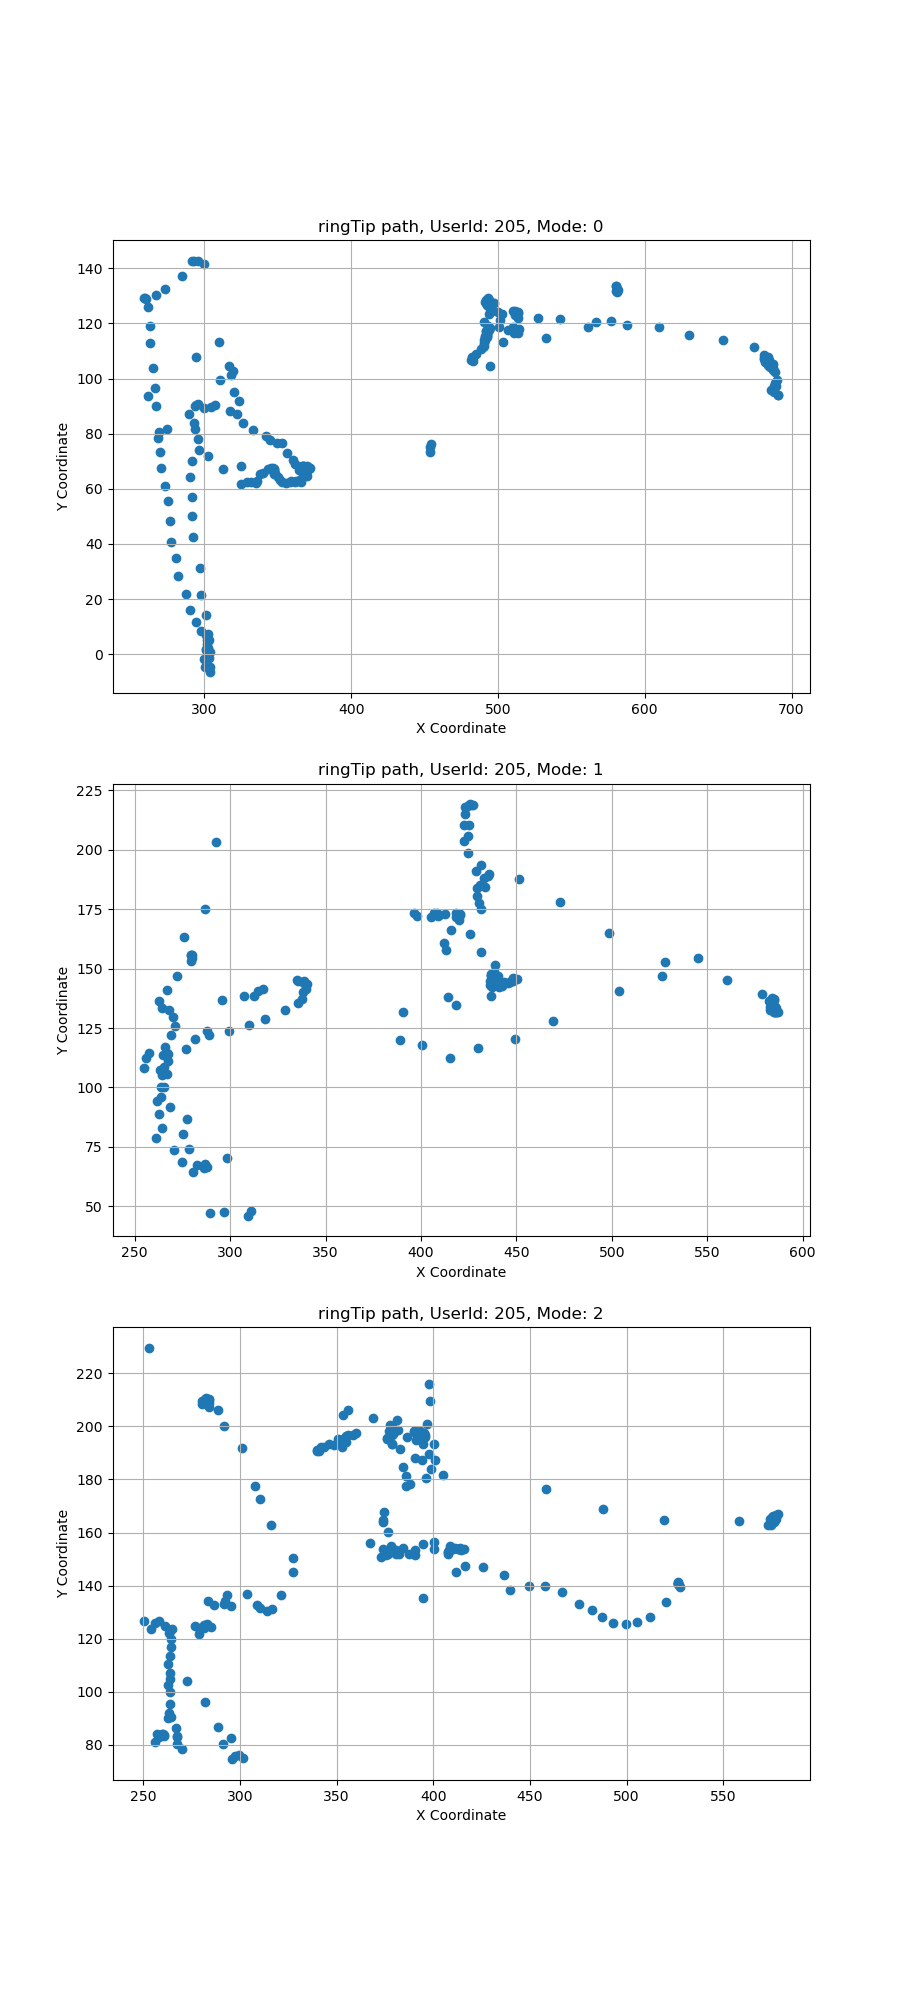 ringTip path, UserId: 205, Mode: 0
140
120
100
80
60
40
20
0
Y Coordinate
300 400 500 600 700
X Coordinate
ringTip path, UserId: 205, Mode: 1
225
200
175
150
125
100
75
50
Y Coordinate
250 300 350 400 450 500 550 600
X Coordinate
ringTip path, UserId: 205, Mode: 2
220
200
180
160
140
120
100
80
Y Coordinate
250 300 350 400 450 500 550
X Coordinate